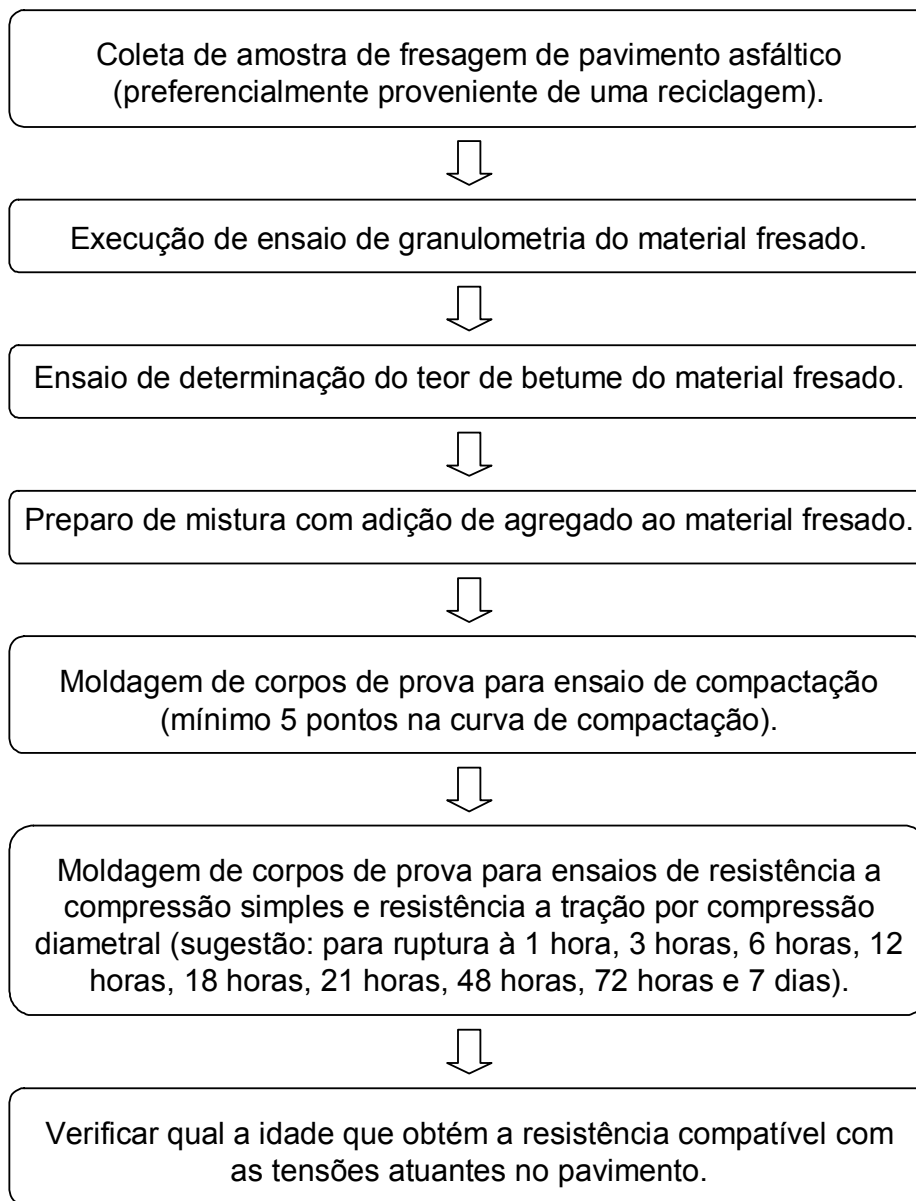 Coleta de amostra de fresagem de pavimento asfáltico
(preferencialmente proveniente de uma reciclagem).
Execução de ensaio de granulometria do material fresado.
Ensaio de determinação do teor de betume do material fresado.
Preparo de mistura com adição de agregado ao material fresado.
Moldagem de corpos de prova para ensaio de compactação
(mínimo 5 pontos na curva de compactação).
Moldagem de corpos de prova para ensaios de resistência a
compressão simples e resistência a tração por compressão
diametral (sugestão: para ruptura à 1 hora, 3 horas, 6 horas, 12
horas, 18 horas, 21 horas, 48 horas, 72 horas e 7 dias).
Verificar qual a idade que obtém a resistência compatível com
as tensões atuantes no pavimento.